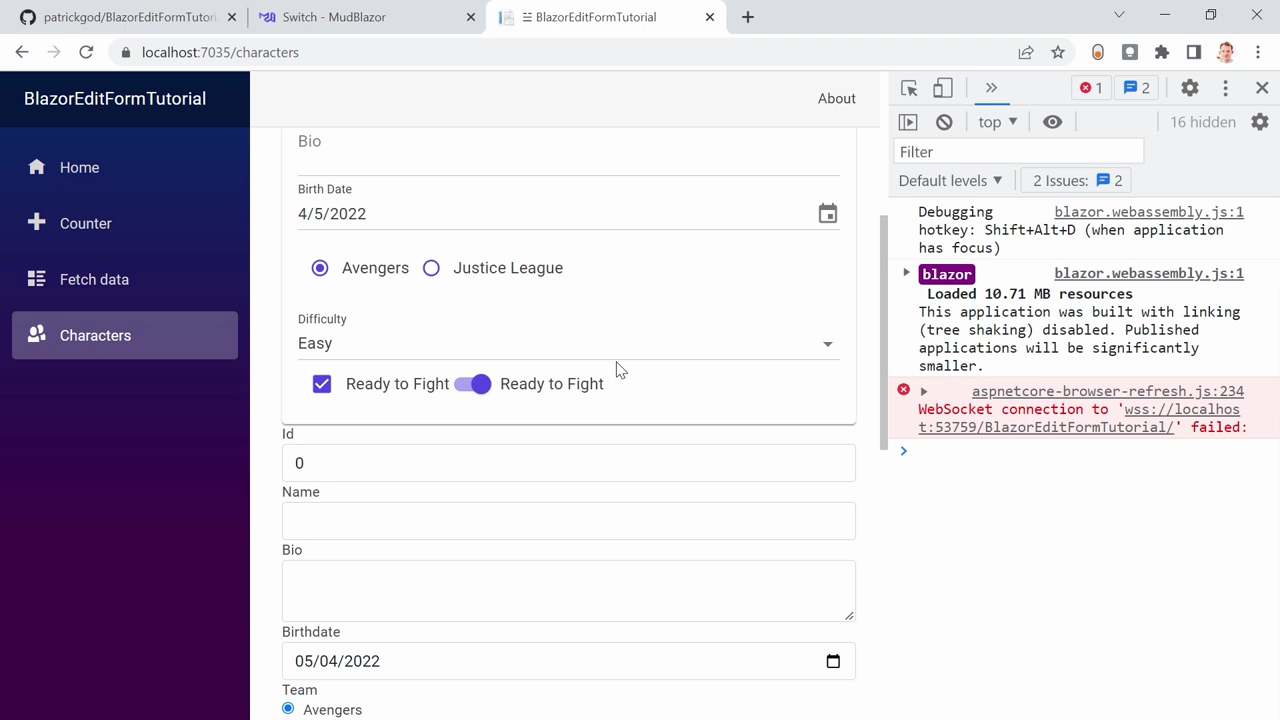 patrickgod/BlazorEditFormTutori
Switch - MudBlazor
☰ BlazorEditFormTutorial
localhost:7035/characters
BlazorEditFormTutorial
About
Home
Counter
Fetch data
Characters
Bio
Birth Date
4/5/2022
Avengers
Justice League
Difficulty
Easy
Ready to Fight
Ready to Fight
Id
0
Name
Bio
Birthdate
05/04/2022
Team
Avengers
1
2
top
16 hidden
Filter
Default levels
2 Issues:
2
Debugging blazor.webassembly.js:1
hotkey: Shift+Alt+D (when application
has focus)
blazor blazor.webassembly.js:1
Loaded 10.71 MB resources
This application was built with linking
(tree shaking) disabled. Published
applications will be significantly
smaller.
aspnetcore-browser-refresh.js:234
WebSocket connection to 'wss://localhos
t:53759/BlazorEditFormTutorial/' failed: